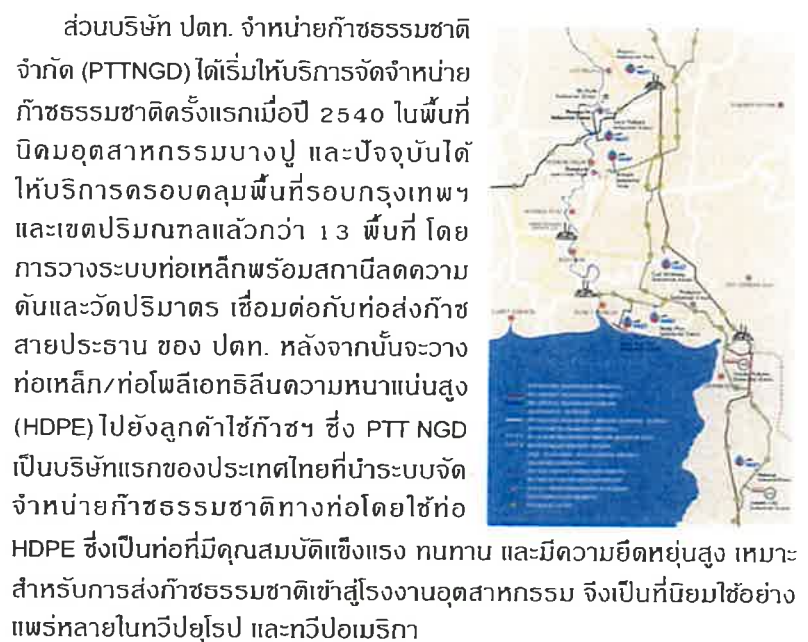 ส่วนบริษัท ปตท. จำหน่ายก๊าซธรรมชาติ
จำกัด (PTTNGD) ได้เริ่มให้บริการจัดจำหน่าย
ก๊าซธรรมชาติครั้งแรกเมื่อปี 2540 ในพื้นที่
นิคมอุตสาหกรรมบางปู และปัจจุบันได้
ให้บริการครอบคลุมพื้นที่รอบกรุงเทพฯ
และเขตปริมณฑลแล้วกว่า 13 พื้นที่ โดย
การวางระบบท่อเหล็กพร้อมสถานีลดความ
ดันและวัดปริมาตร เชื่อมต่อกับท่อส่งก๊าซ
สายประธาน ของ ปตท. หลังจากนั้นจะวาง
ท่อเหล็ก/ท่อโพลีเอทธิลีนความหนาแน่นสูง
(HDPE) ไปยังลูกค้าใช้ก๊าซฯ ซึ่ง PTT NGD
เป็นบริษัทแรกของประเทศไทยที่นำระบบจัด
จำหน่ายก๊าซธรรมชาติทางท่อโดยใช้ท่อ
HDPE ซึ่งเป็นท่อที่มีคุณสมบัติแข็งแรง ทนทาน และมีความยืดหยุ่นสูง เหมาะ
สำหรับการส่งก๊าซธรรมชาติเข้าสู่โรงงานอุตสาหกรรม จึงเป็นที่นิยมใช้อย่าง
แพร่หลายในทวีปยุโรป และทวีปอเมริกา